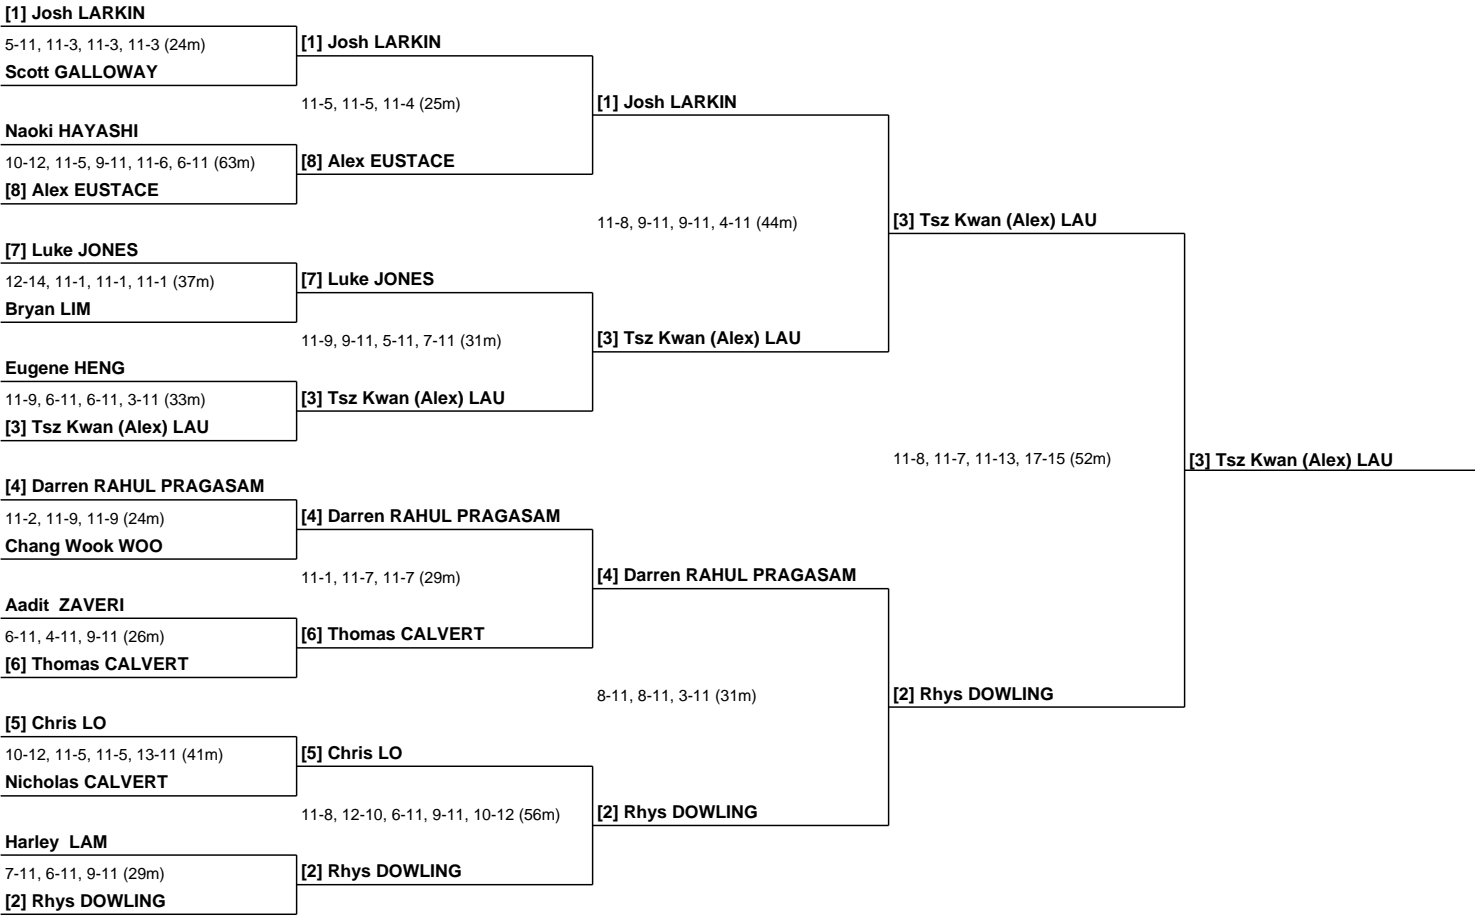 [1] Josh LARKIN
5-11, 11-3, 11-3, 11-3 (24m)
Scott GALLOWAY
Naoki HAYASHI
10-12, 11-5, 9-11, 11-6, 6-11 (63m)
[8] Alex EUSTACE
[7] Luke JONES
12-14, 11-1, 11-1, 11-1 (37m)
Bryan LIM
Eugene HENG
11-9, 6-11, 6-11, 3-11 (33m)
[3] Tsz Kwan (Alex) LAU
[4] Darren RAHUL PRAGASAM
11-2, 11-9, 11-9 (24m)
Chang Wook WOO
Aadit  ZAVERI
6-11, 4-11, 9-11 (26m)
[6] Thomas CALVERT
[5] Chris LO
10-12, 11-5, 11-5, 13-11 (41m)
Nicholas CALVERT
Harley  LAM
7-11, 6-11, 9-11 (29m)
[2] Rhys DOWLING
[1] Josh LARKIN
11-5, 11-5, 11-4 (25m)
[8] Alex EUSTACE
[7] Luke JONES
11-9, 9-11, 5-11, 7-11 (31m)
[3] Tsz Kwan (Alex) LAU
[4] Darren RAHUL PRAGASAM
11-1, 11-7, 11-7 (29m)
[6] Thomas CALVERT
[5] Chris LO
11-8, 12-10, 6-11, 9-11, 10-12 (56m)
[2] Rhys DOWLING
[1] Josh LARKIN
11-8, 9-11, 9-11, 4-11 (44m)
[3] Tsz Kwan (Alex) LAU
[4] Darren RAHUL PRAGASAM
8-11, 8-11, 3-11 (31m)
[2] Rhys DOWLING
[3] Tsz Kwan (Alex) LAU
11-8, 11-7, 11-13, 17-15 (52m)
[2] Rhys DOWLING
[3] Tsz Kwan (Alex) LAU